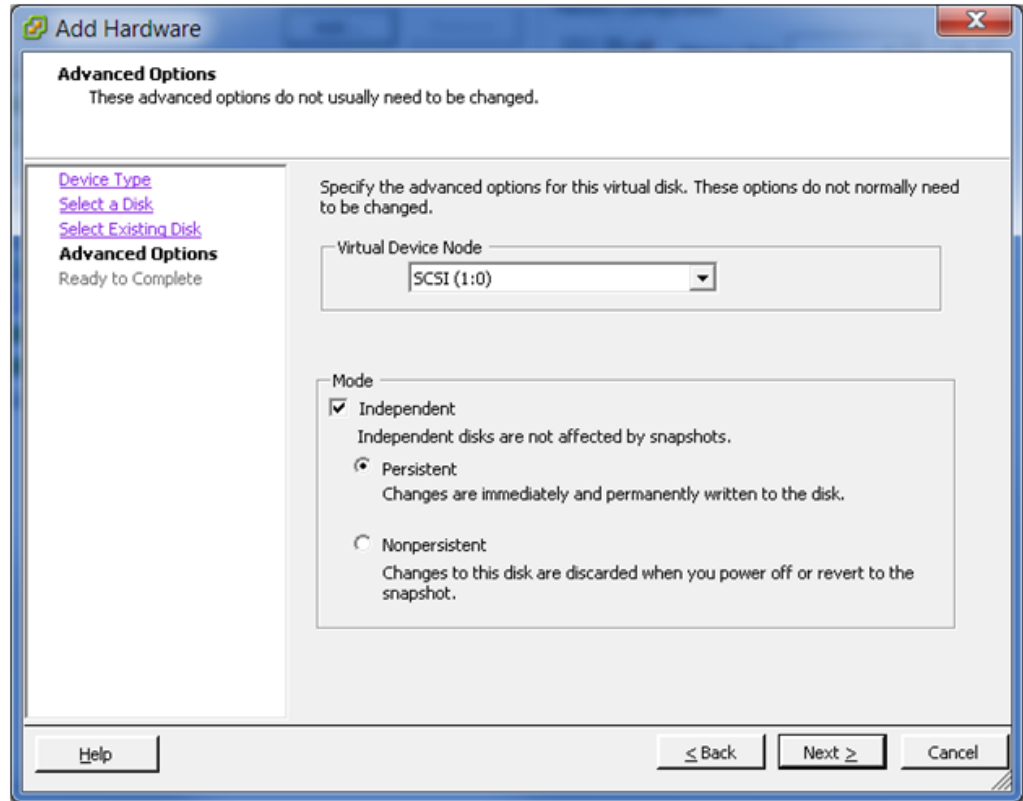 Add Hardware
Advanced Options
These advanced options do not usually need to be changed.
Device Type
Select a Disk
Select Existing Disk
Advanced Options
Ready to Complete
Specify the advanced options for this virtual disk. These options do not normally need
to be changed.
Virtual Device Node
SCSI (1:0)
Mode
Independent
Independent disks are not affected by snapshots.
Persistent
Changes are immediately and permanently written to the disk.
Nonpersistent
Changes to this disk are discarded when you power off or revert to the
snapshot.
Help
< Back
Next >
Cancel